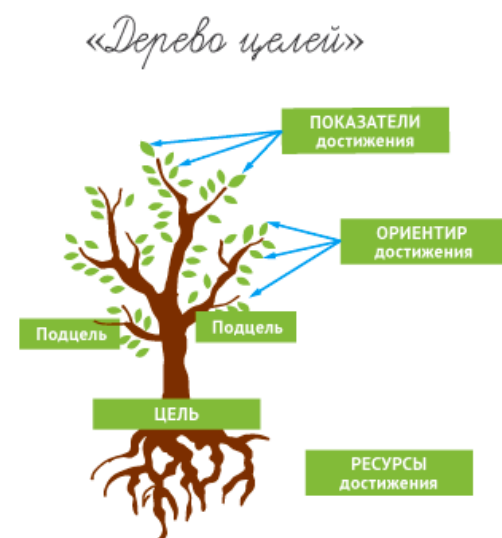 «Дерево целей»
ПОКАЗАТЕЛИ
достижения
ОРИЕНТИР
достижения
Подцель
Подцель
ЦЕЛЬ
РЕСУРСЫ
достижения